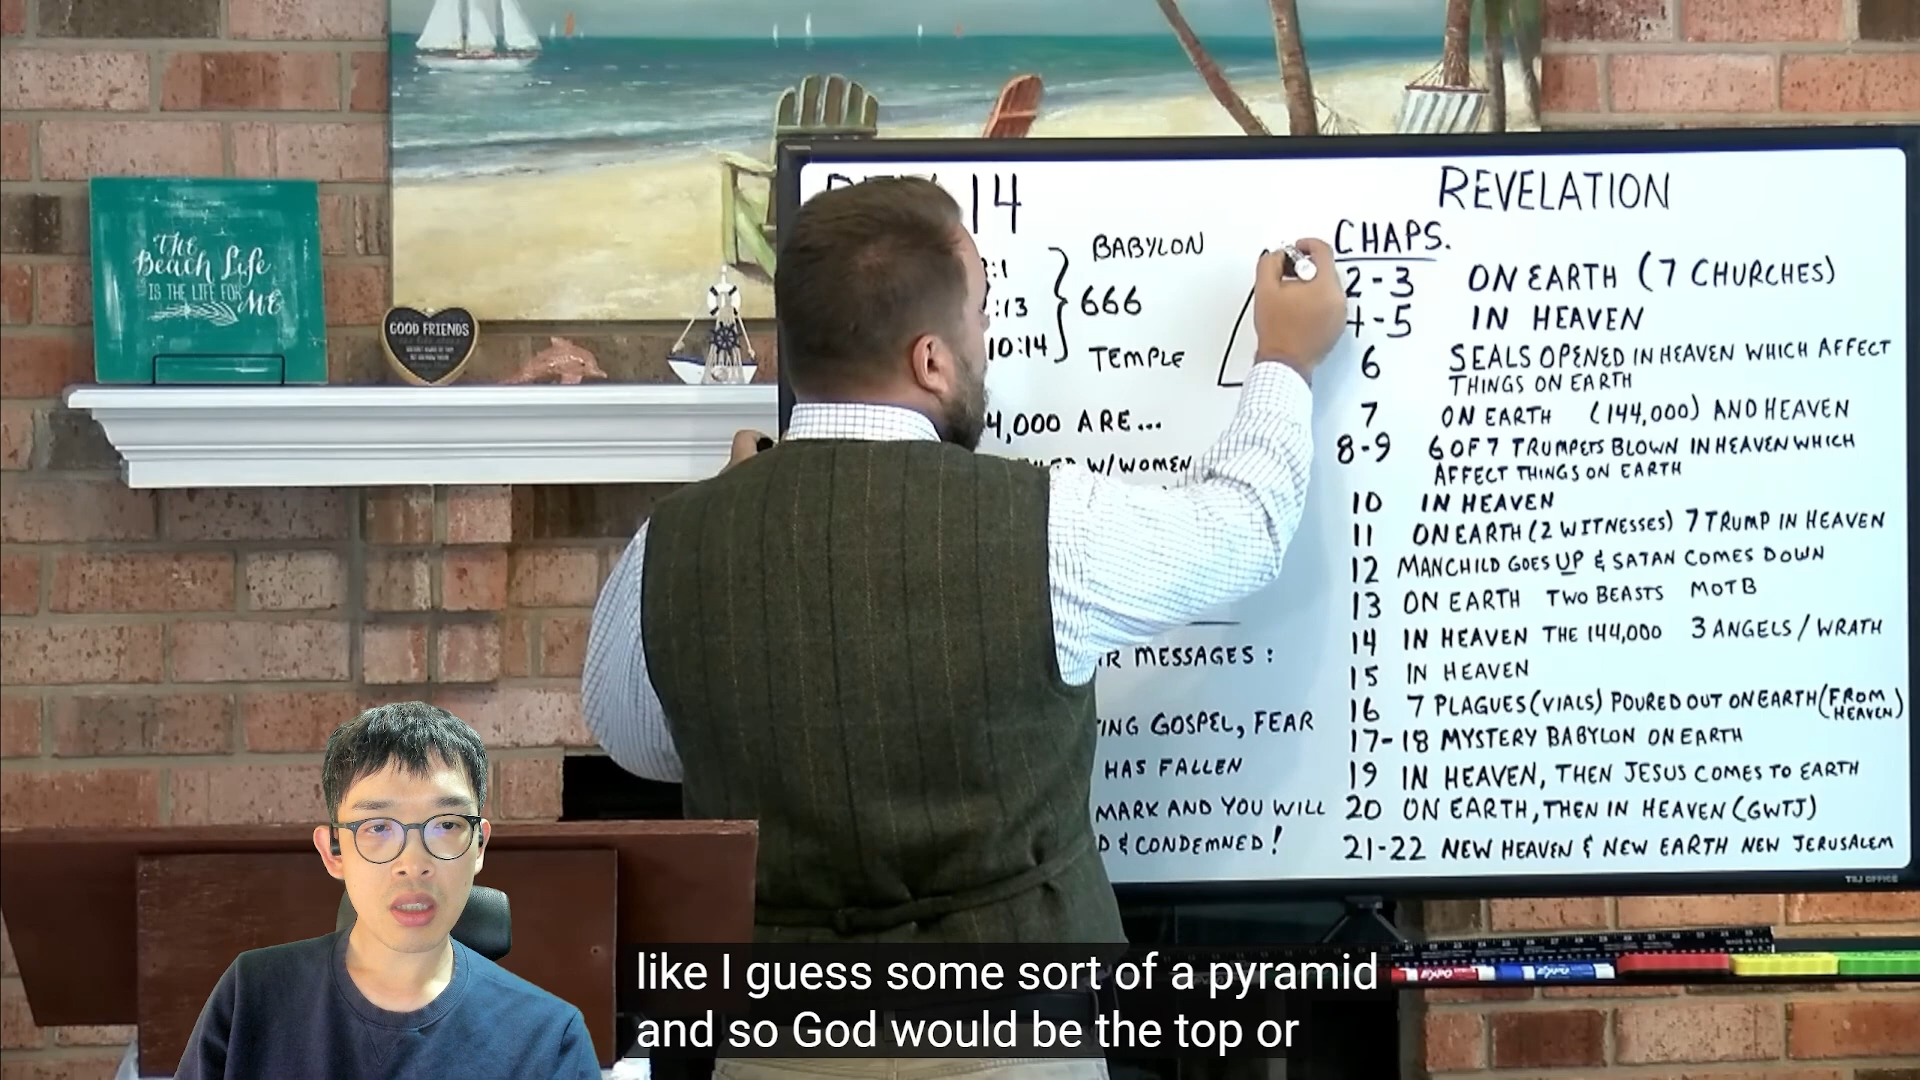 THE
Beach Life
IS THE LIFE FOR
ME
GOOD FRIENDS
14
:1
:13
10:14
BABYLON
666
TEMPLE
4,000 ARE...
W/WOMEN
MESSAGES:
GOSPEL, FEAR
HAS FALLEN
MARK AND YOU WILL
& CONDEMNED!
REVELATION
CHAPS.
2-3 ON EARTH (7 CHURCHES)
4-5 IN HEAVEN
6 SEALS OPENED IN HEAVEN WHICH AFFECT
THINGS ON EARTH
7 ON EARTH (144,000) AND HEAVEN
8-9 6 OF 7 TRUMPETS BLOWN IN HEAVEN WHICH
AFFECT THINGS ON EARTH
10 IN HEAVEN
11 ON EARTH (2 WITNESSES) 7 TRUMP IN HEAVEN
12 MANCHILD GOES UP & SATAN COMES DOWN
13 ON EARTH TWO BEASTS MOTB
14 IN HEAVEN THE 144,000 3 ANGELS/WRATH
15 IN HEAVEN
16 7 PLAGUES (VIALS) POURED OUT ON EARTH (FROM
HEAVEN)
17-18 MYSTERY BABYLON ON EARTH
19 IN HEAVEN, THEN JESUS COMES TO EARTH
20 ON EARTH, THEN IN HEAVEN (GWTJ)
21-22 NEW HEAVEN & NEW EARTH NEW JERUSALEM
EXPO
EXPO
like I guess some sort of a pyramid
and so God would be the top or